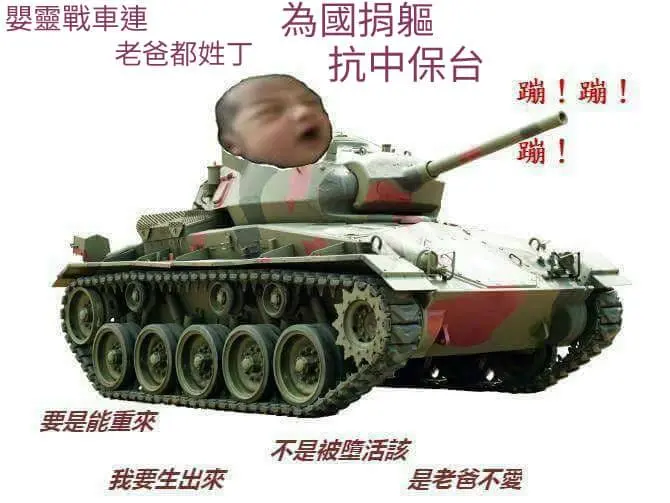 嬰靈戰車連
老爸都姓丁
為國捐軀
抗中保台
蹦！蹦！
蹦！
要是能重來
我要生出來
不是被墮活該
是老爸不愛